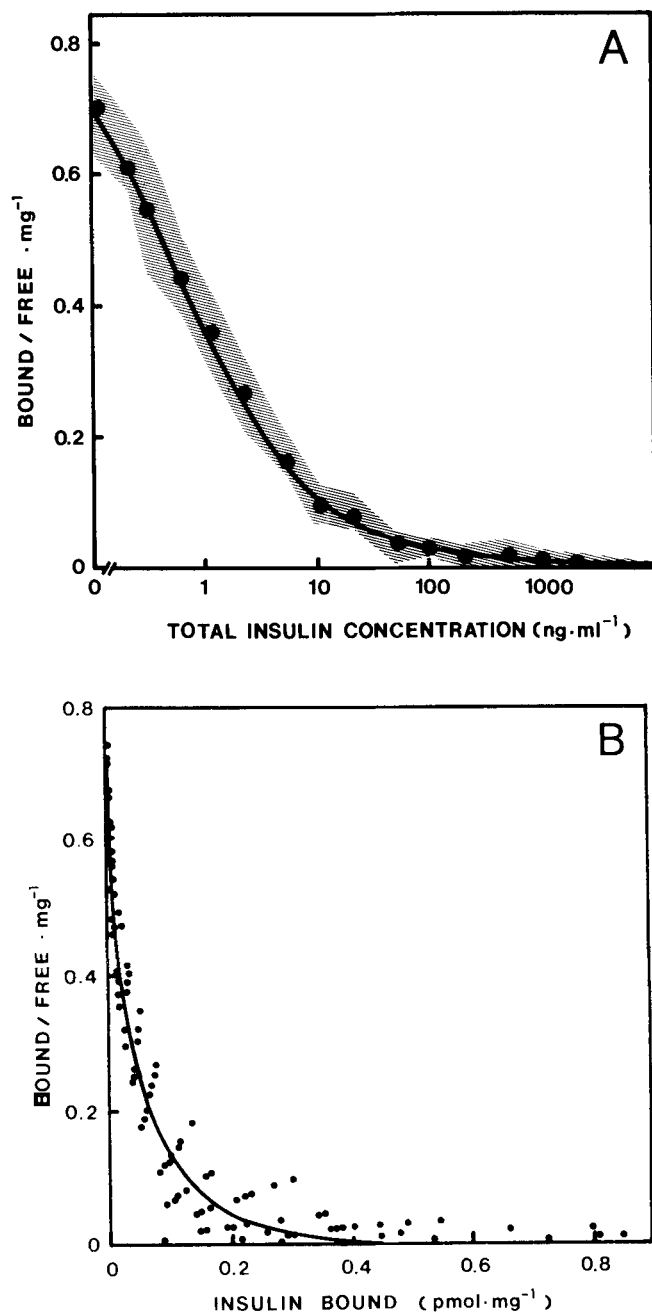 A
0.8
0.6
0.4
0.2
0
BOUND / FREE · mg⁻¹
0 1 10 100 1000
TOTAL INSULIN CONCENTRATION (ng·ml⁻¹)
B
0.8
0.6
0.4
0.2
0
BOUND / FREE · mg⁻¹
0 0.2 0.4 0.6 0.8
INSULIN BOUND (pmol·mg⁻¹)